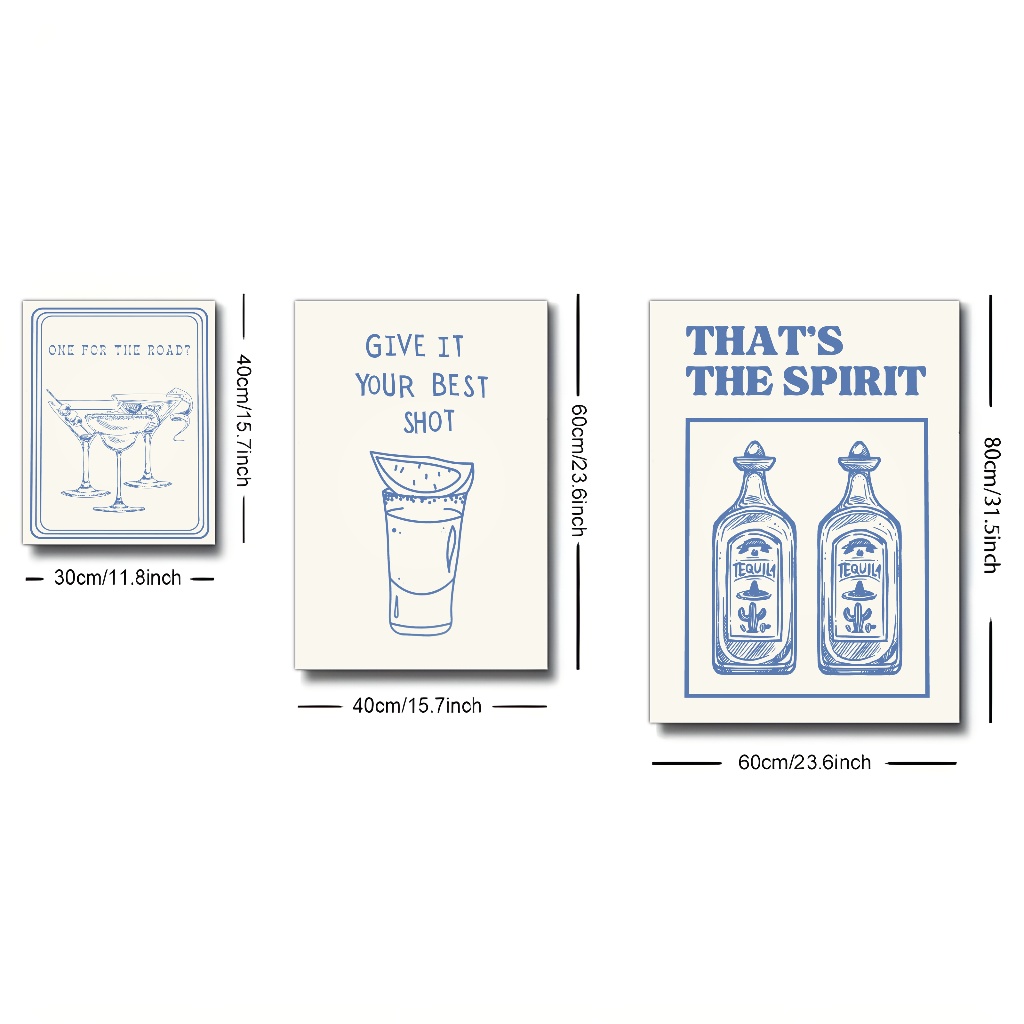 ONE FOR THE ROAD?
40cm/15.7inch
30cm/11.8inch
GIVE IT
YOUR BEST
SHOT
60cm/23.6inch
40cm/15.7inch
THAT'S
THE SPIRIT
TEQUILA
TEQUILA
80cm/31.5inch
60cm/23.6inch